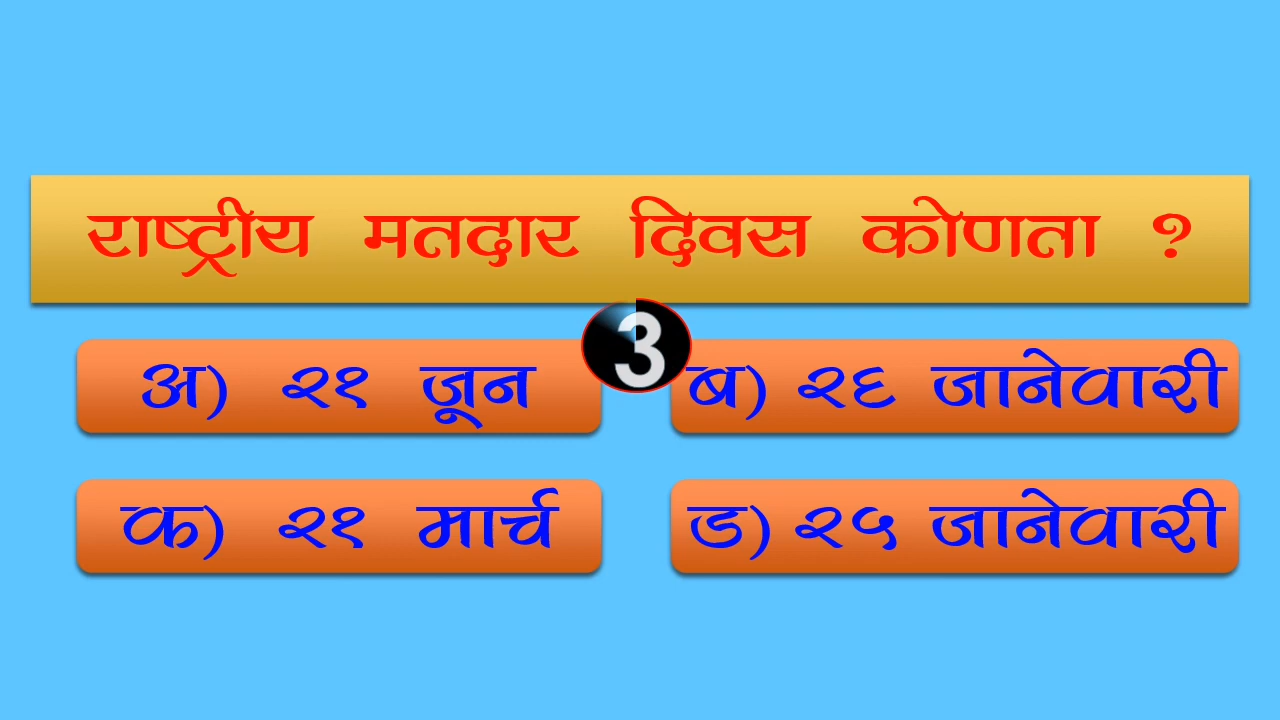 राष्ट्रीय मतदार दिवस कोणता ?
3
अ) २१ जून
ब) २६ जानेवारी
क) २१ मार्च
ड) २५ जानेवारी